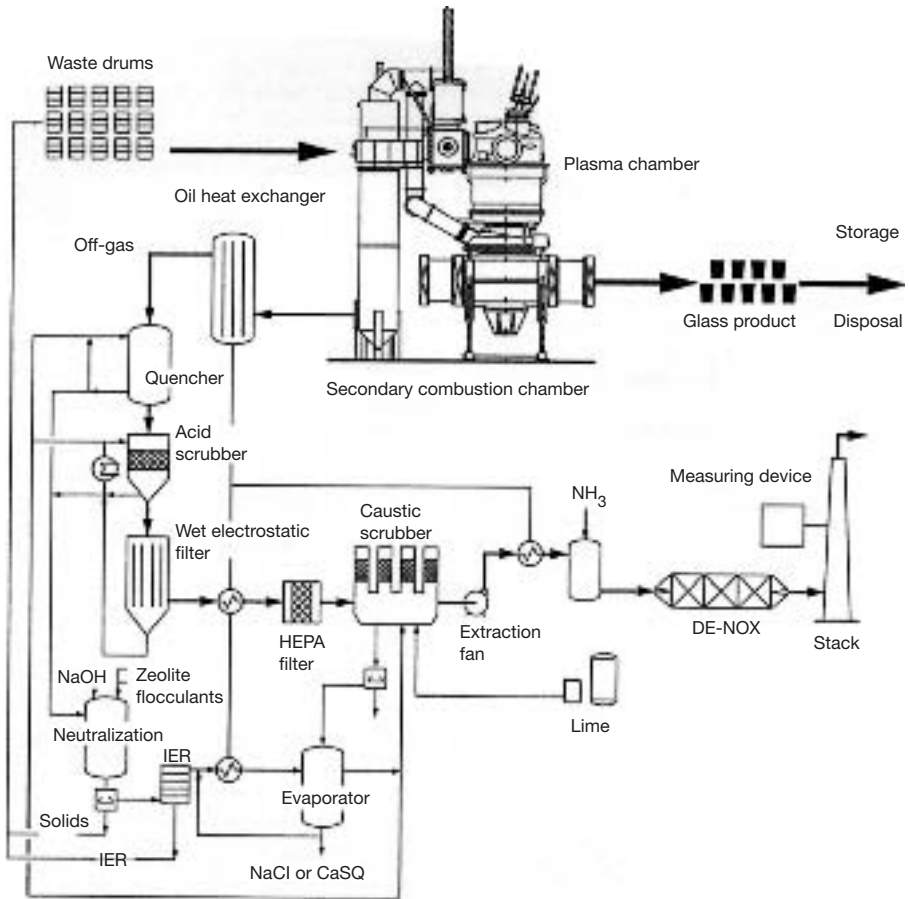 Waste drums
Plasma chamber
Oil heat exchanger
Off-gas
Storage
Glass product
Disposal
Quencher
Secondary combustion chamber
Acid
scrubber
Measuring device
NH3
Caustic
scrubber
Wet electrostatic
filter
HEPA
filter
Extraction
fan
DE-NOX
Stack
NaOH
Zeolite
flocculants
Lime
Neutralization
IER
Evaporator
Solids
IER
NaCl or CaSQ